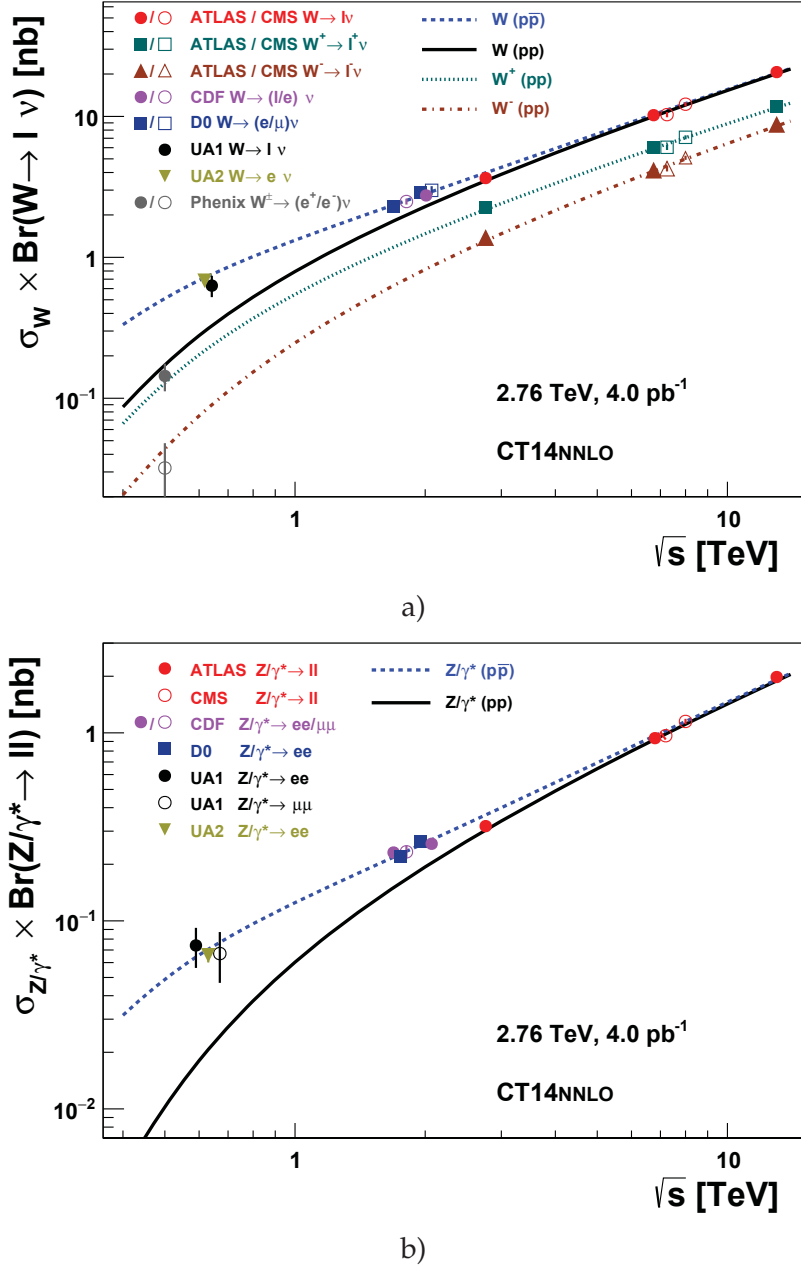 σ_W × Br(W→ l ν) [nb]
●/○ ATLAS / CMS W→ lν
■/□ ATLAS / CMS W⁺→ l⁺ν
▲/△ ATLAS / CMS W⁻→ l⁻ν
●/○ CDF W→ (l/e) ν
■/□ D0 W→ (e/μ)ν
● UA1 W→ l ν
▼ UA2 W→ e ν
●/○ Phenix W^±→ (e⁺/e⁻)ν
W (pp̅)
W (pp)
W⁺ (pp)
W⁻ (pp)
10
1
10⁻¹
2.76 TeV, 4.0 pb⁻¹
CT14NNLO
1 10
√s [TeV]
a)
σ_Z/γ* × Br(Z/γ*→ ll) [nb]
● ATLAS Z/γ*→ ll
○ CMS Z/γ*→ ll
●/○ CDF Z/γ*→ ee/μμ
■ D0 Z/γ*→ ee
● UA1 Z/γ*→ ee
○ UA1 Z/γ*→ μμ
▼ UA2 Z/γ*→ ee
Z/γ* (pp̅)
Z/γ* (pp)
1
10⁻¹
10⁻²
2.76 TeV, 4.0 pb⁻¹
CT14NNLO
1 10
√s [TeV]
b)